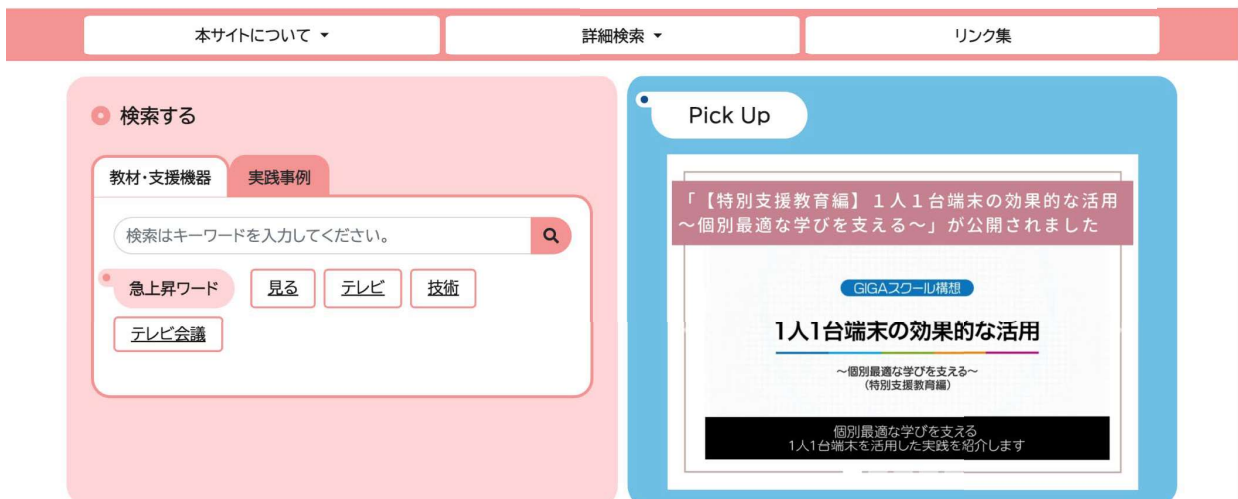 本サイトについて
詳細検索
リンク集
検索する
教材・支援機器
実践事例
検索はキーワードを入力してください。
急上昇ワード
見る
テレビ
技術
テレビ会議
Pick Up
「【特別支援教育編】1人1台端末の効果的な活用
～個別最適な学びを支える～」が公開されました
GIGAスクール構想
1人1台端末の効果的な活用
～個別最適な学びを支える～
(特別支援教育編)
個別最適な学びを支える
1人1台端末を活用した実践を紹介します